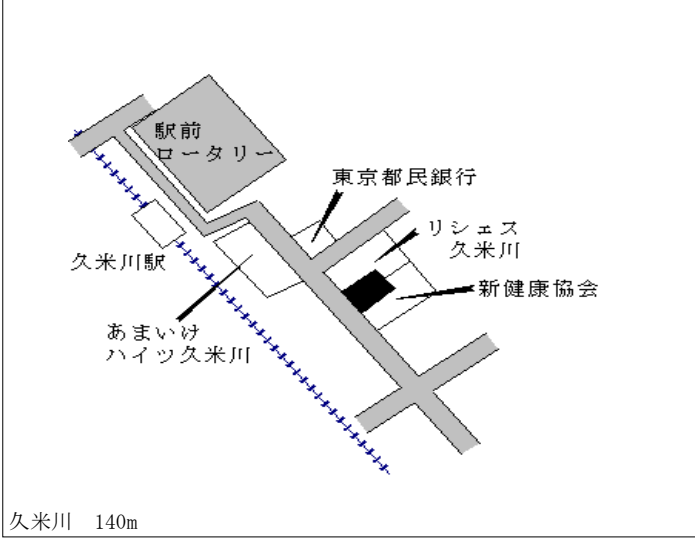 駅前
ロータリー
東京都民銀行
リシェス
久米川
久米川駅
新健康協会
あまいけ
ハイツ久米川
久米川 140m